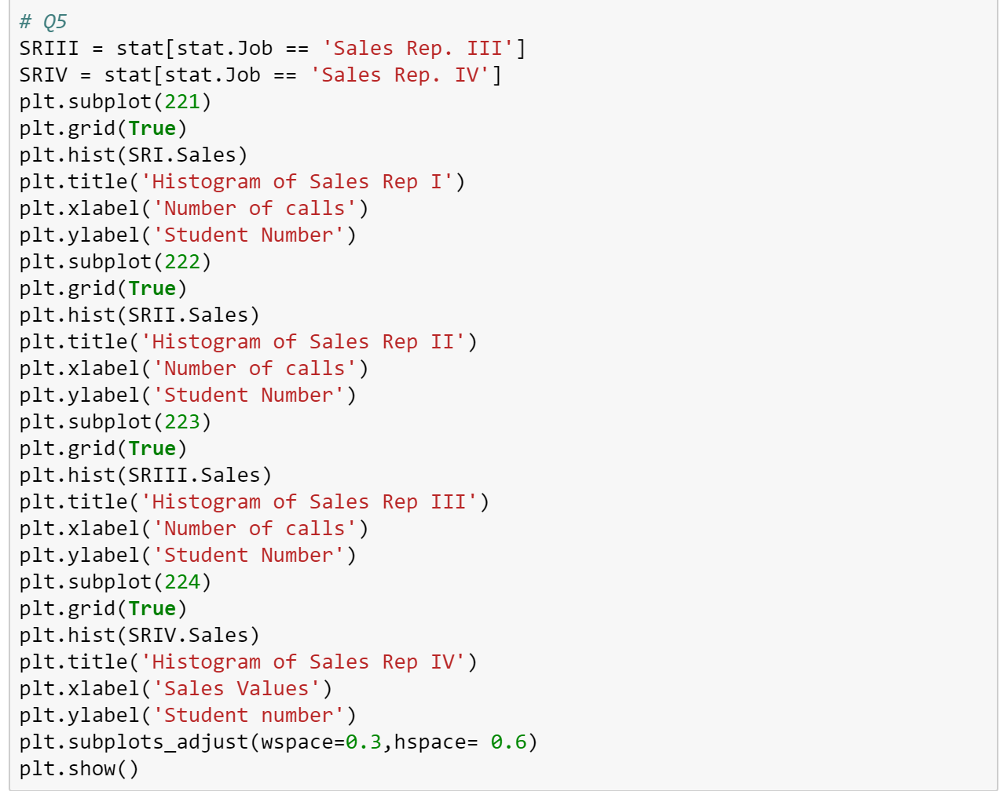 # Q5
SRIII = stat[stat.Job == 'Sales Rep. III']
SRIV = stat[stat.Job == 'Sales Rep. IV']
plt.subplot(221)
plt.grid(True)
plt.hist(SRI.Sales)
plt.title('Histogram of Sales Rep I')
plt.xlabel('Number of calls')
plt.ylabel('Student Number')
plt.subplot(222)
plt.grid(True)
plt.hist(SRII.Sales)
plt.title('Histogram of Sales Rep II')
plt.xlabel('Number of calls')
plt.ylabel('Student Number')
plt.subplot(223)
plt.grid(True)
plt.hist(SRIII.Sales)
plt.title('Histogram of Sales Rep III')
plt.xlabel('Number of calls')
plt.ylabel('Student Number')
plt.subplot(224)
plt.grid(True)
plt.hist(SRIV.Sales)
plt.title('Histogram of Sales Rep IV')
plt.xlabel('Sales Values')
plt.ylabel('Student number')
plt.subplots_adjust(wspace=0.3,hspace= 0.6)
plt.show()